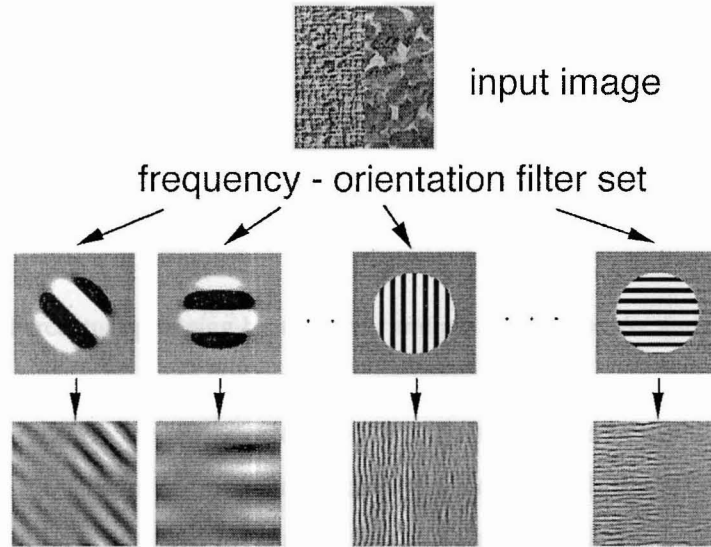 input image
frequency - orientation filter set
. . . . . .